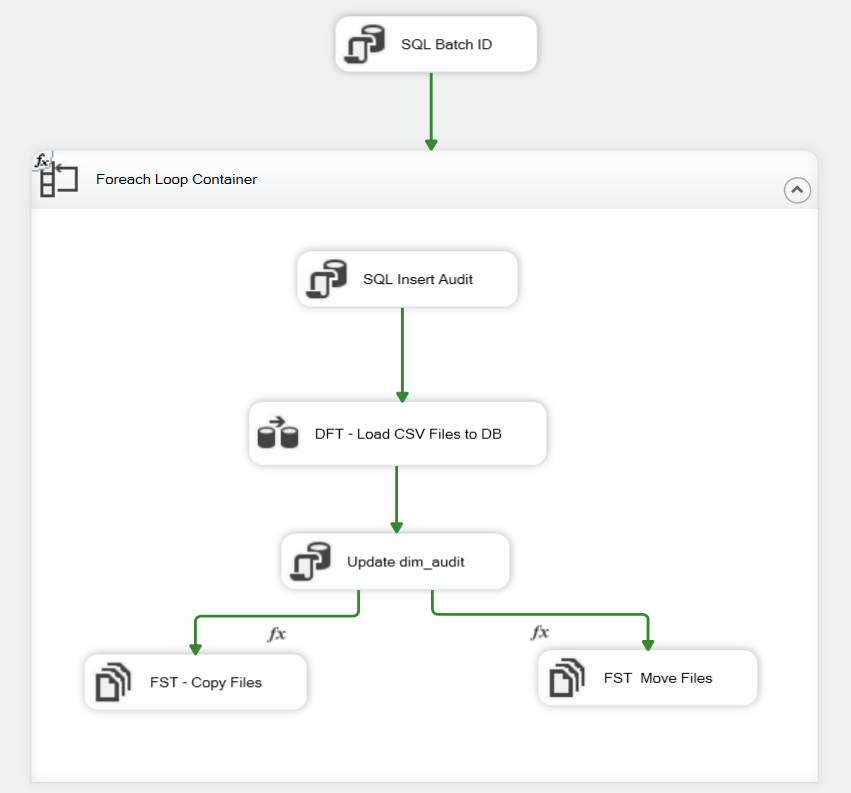 SQL Batch ID
fx
Foreach Loop Container
SQL Insert Audit
DFT - Load CSV Files to DB
Update dim_audit
fx
fx
FST - Copy Files
FST  Move Files